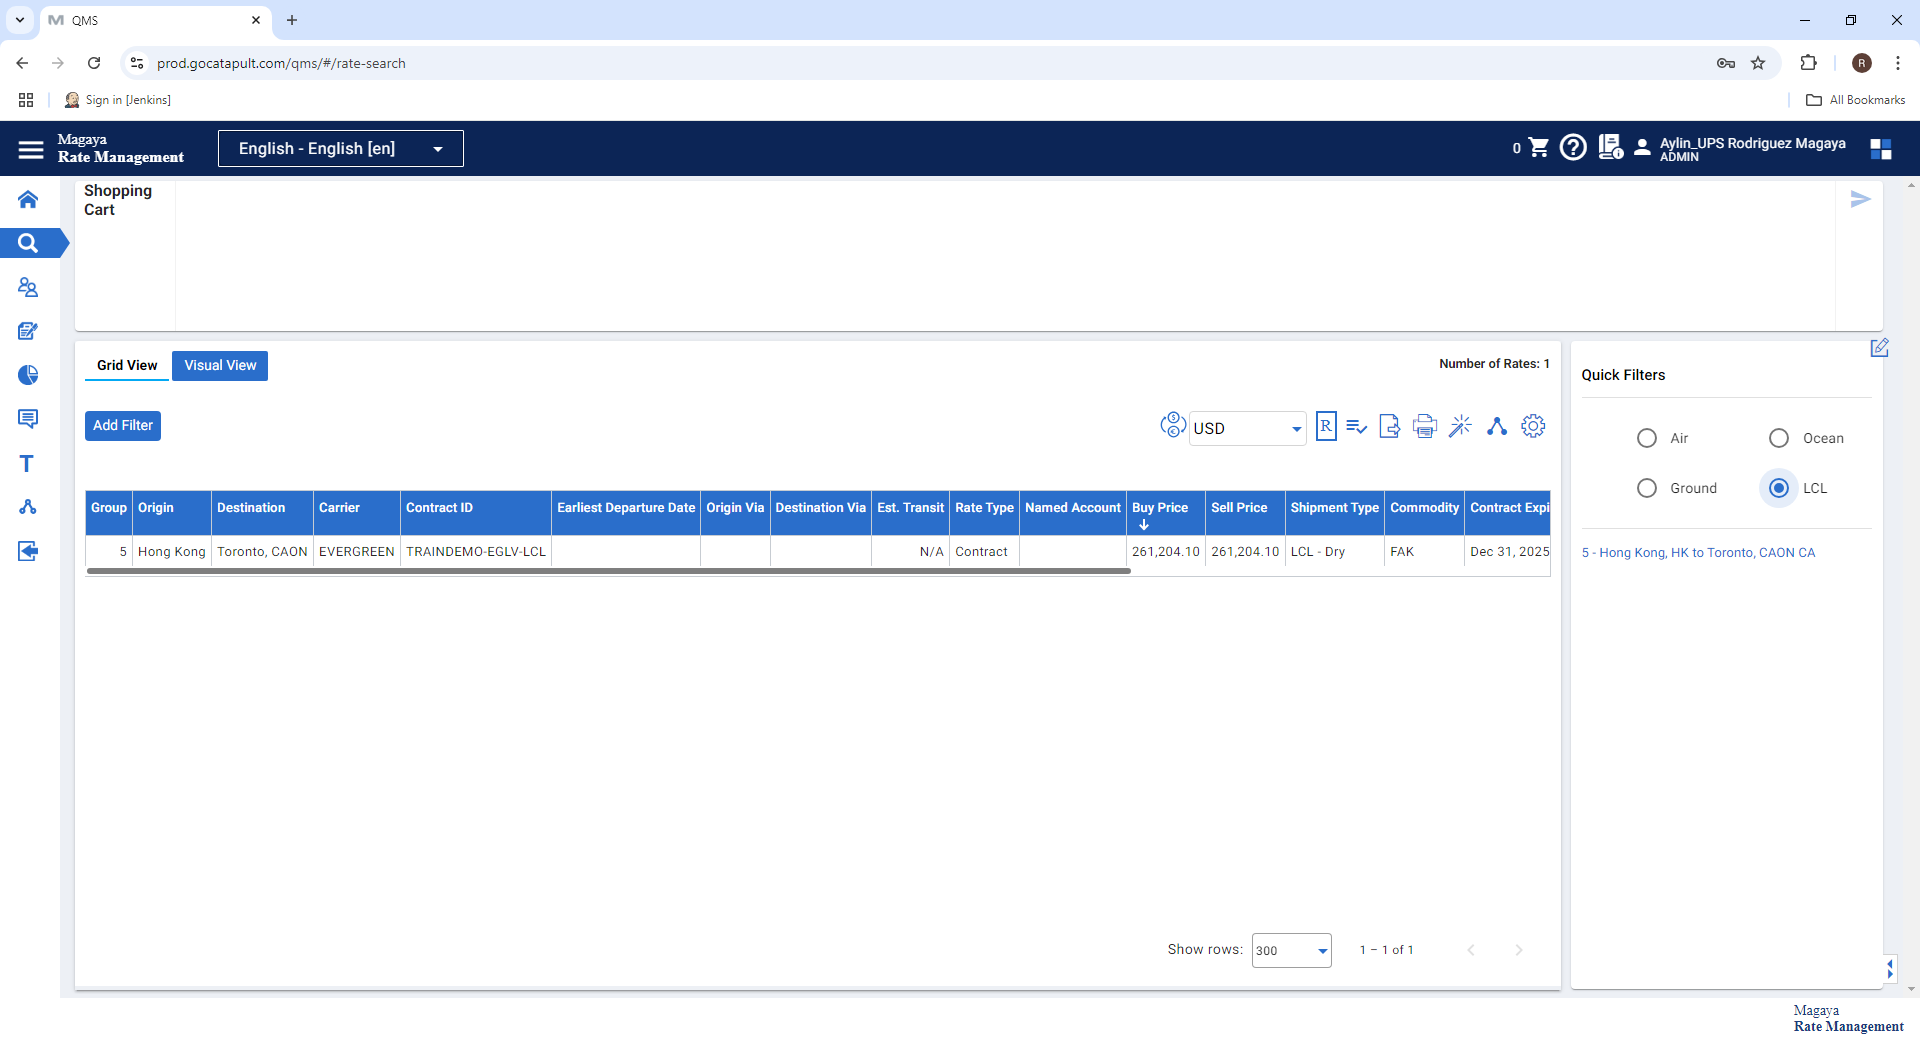 QMS
prod.gocatapult.com/qms/#/rate-search
R
Sign in [Jenkins]
All Bookmarks
Magaya
Rate Management
English - English [en]
0
Aylin_UPS Rodriguez Magaya
ADMIN
Shopping
Cart
Grid View
Visual View
Number of Rates: 1
Quick Filters
Add Filter
USD
R
Air
Ocean
Ground
LCL
Group Origin Destination Carrier Contract ID Earliest Departure Date Origin Via Destination Via Est. Transit Rate Type Named Account Buy Price Sell Price Shipment Type Commodity Contract Expi
5 Hong Kong Toronto, CAON EVERGREEN TRAINDEMO-EGLV-LCL N/A Contract 261,204.10 261,204.10 LCL - Dry FAK Dec 31, 2025
5 - Hong Kong, HK to Toronto, CAON CA
Show rows: 300 1 – 1 of 1
Magaya
Rate Management